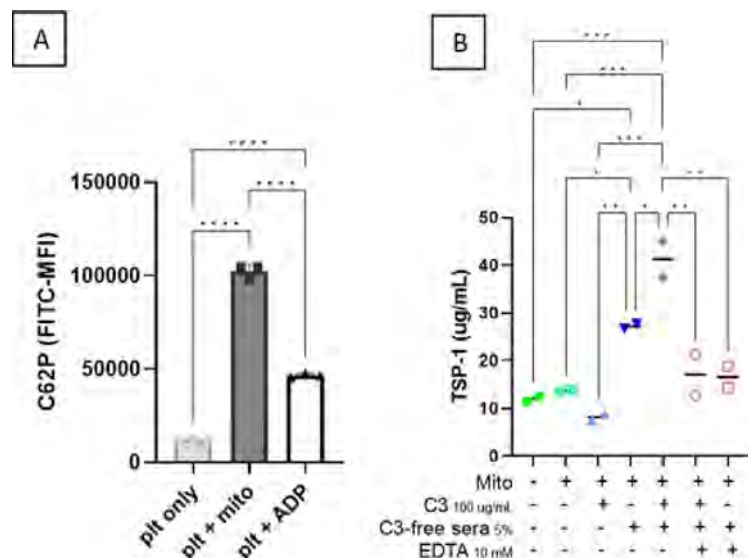 A
****
****
****
150000
100000
50000
0
C62P (FITC-MFI)
plt only
plt + mito
plt + ADP
B
***
***
*
***
*
**
**
*
**
50
40
30
20
10
0
TSP-1 (ug/mL)
Mito - + + + + + +
C3 100 ug/mL - - + - + + -
C3-free sera 5% - - - + + + +
EDTA 10 mM - - - - - + +